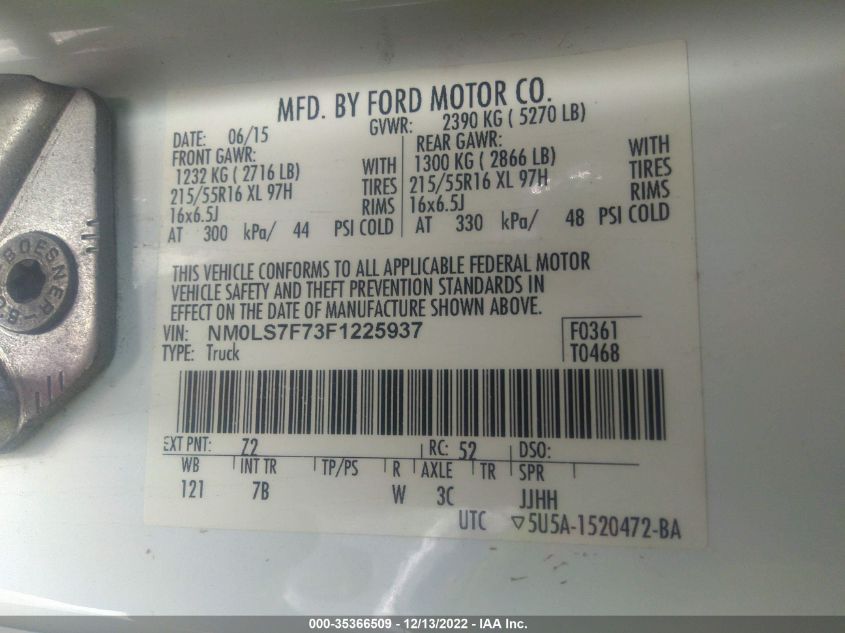 MFD. BY FORD MOTOR CO.
DATE: 06/15 GVWR: 2390 KG ( 5270 LB)
FRONT GAWR: REAR GAWR: WITH
1232 KG ( 2716 LB) WITH 1300 KG ( 2866 LB) TIRES
215/55R16 XL 97H TIRES 215/55R16 XL 97H RIMS
16x6.5J RIMS 16x6.5J
AT 300 kPa/ 44 PSI COLD AT 330 kPa/ 48 PSI COLD
THIS VEHICLE CONFORMS TO ALL APPLICABLE FEDERAL MOTOR
VEHICLE SAFETY AND THEFT PREVENTION STANDARDS IN
EFFECT ON THE DATE OF MANUFACTURE SHOWN ABOVE.
VIN: NM0LS7F73F1225937 F0361
TYPE: Truck T0468
EXT PNT: Z2 RC: 52 DSO:
WB INT TR TP/PS R AXLE TR SPR
121 7B W 3C JJHH
UTC ▽5U5A-1520472-BA
BOESNER
000-35366509 - 12/13/2022 - IAA Inc.